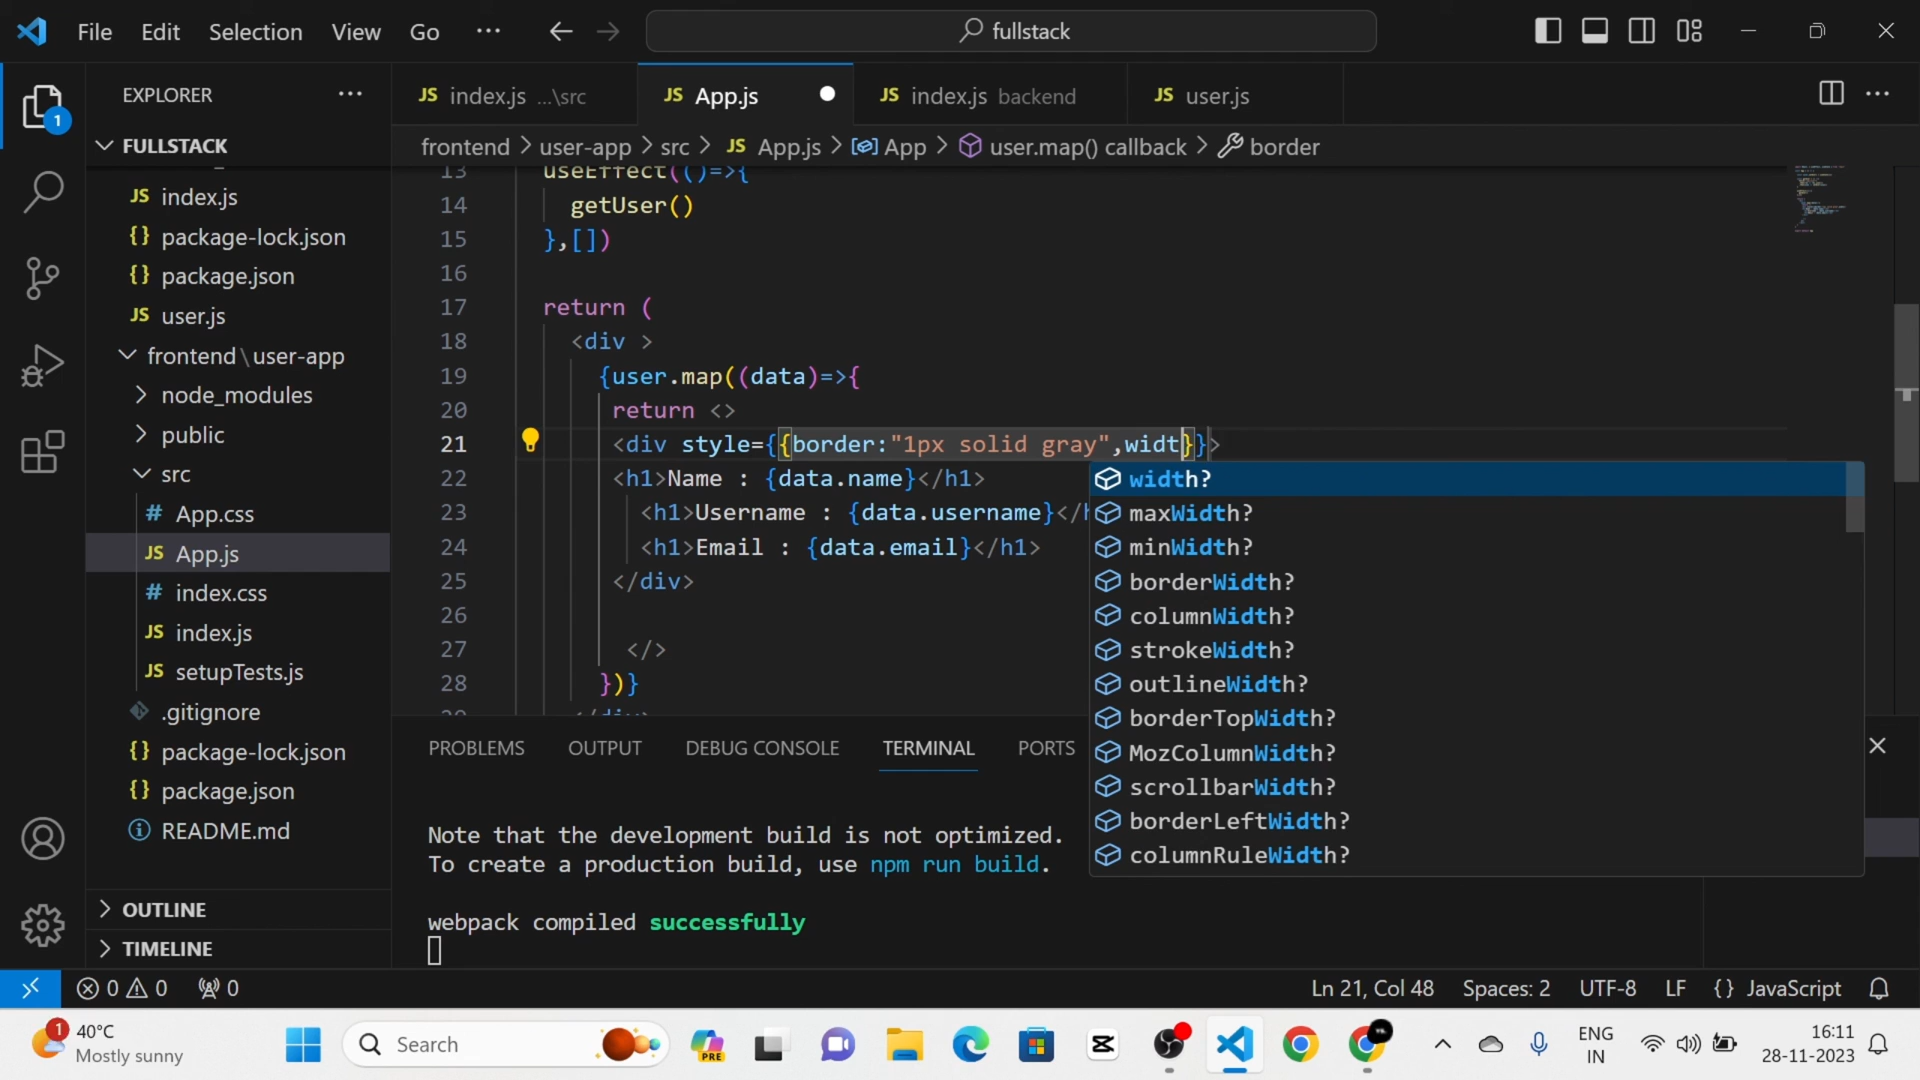 File Edit Selection View Go ··· fullstack
EXPLORER ···
index.js ...\src App.js index.js backend user.js ···
FULLSTACK
frontend > user-app > src > JS App.js > App > user.map() callback > border
JS index.js
{} package-lock.json
{} package.json
JS user.js
frontend\user-app
node_modules
public
src
# App.css
JS App.js
# index.css
JS index.js
JS setupTests.js
.gitignore
{} package-lock.json
{} package.json
README.md
OUTLINE
TIMELINE
13 useEffect(()=>{
14 getUser()
15 },[])
16
17 return (
18 <div >
19 {user.map((data)=>{
20 return <>
21 <div style={{border:"1px solid gray",widt}}>
22 <h1>Name : {data.name}</h1>
23 <h1>Username : {data.username}</h
24 <h1>Email : {data.email}</h1>
25 </div>
26
27 </>
28 })}
width?
maxWidth?
minWidth?
borderWidth?
columnWidth?
strokeWidth?
outlineWidth?
borderTopWidth?
MozColumnWidth?
scrollbarWidth?
borderLeftWidth?
columnRuleWidth?
PROBLEMS OUTPUT DEBUG CONSOLE TERMINAL PORTS
Note that the development build is not optimized.
To create a production build, use npm run build.
webpack compiled successfully
0 0 0 Ln 21, Col 48 Spaces: 2 UTF-8 LF {} JavaScript
1 40°C
Mostly sunny
Search
PRE
ENG
IN
16:11
28-11-2023